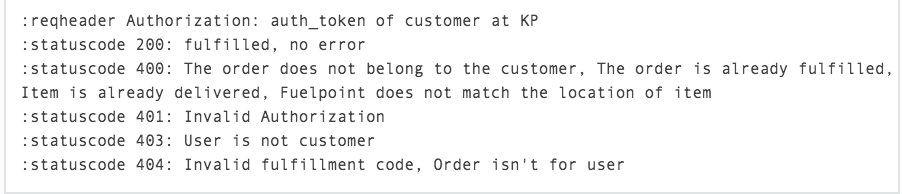 :reqheader Authorization: auth_token of customer at KP
:statuscode 200: fulfilled, no error
:statuscode 400: The order does not belong to the customer, The order is already fulfilled,
Item is already delivered, Fuelpoint does not match the location of item
:statuscode 401: Invalid Authorization
:statuscode 403: User is not customer
:statuscode 404: Invalid fulfillment code, Order isn't for user